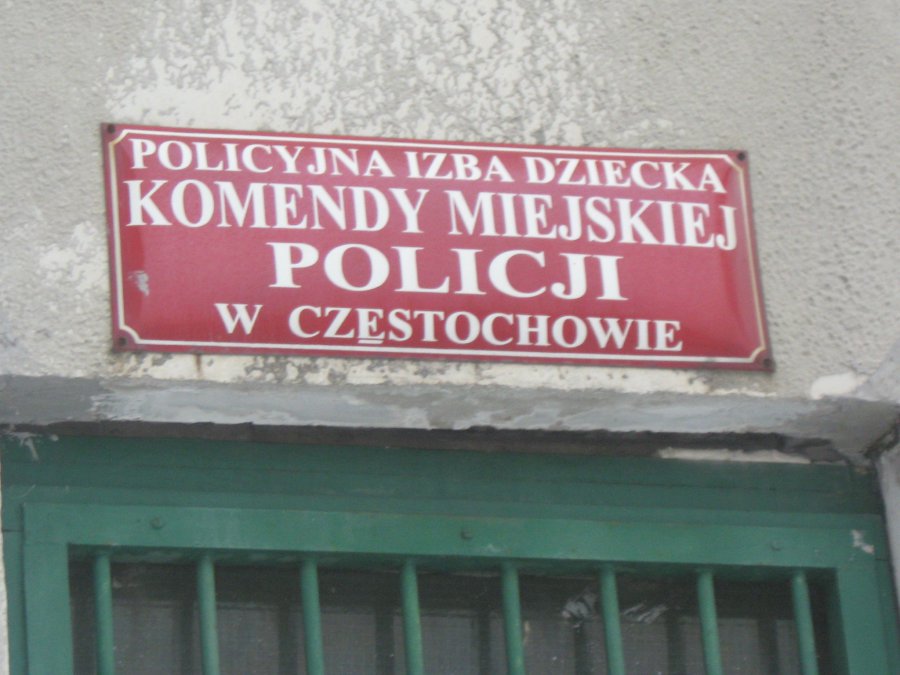 POLICYJNA IZBA DZIECKA
KOMENDY MIEJSKIEJ
POLICJI
W CZĘSTOCHOWIE